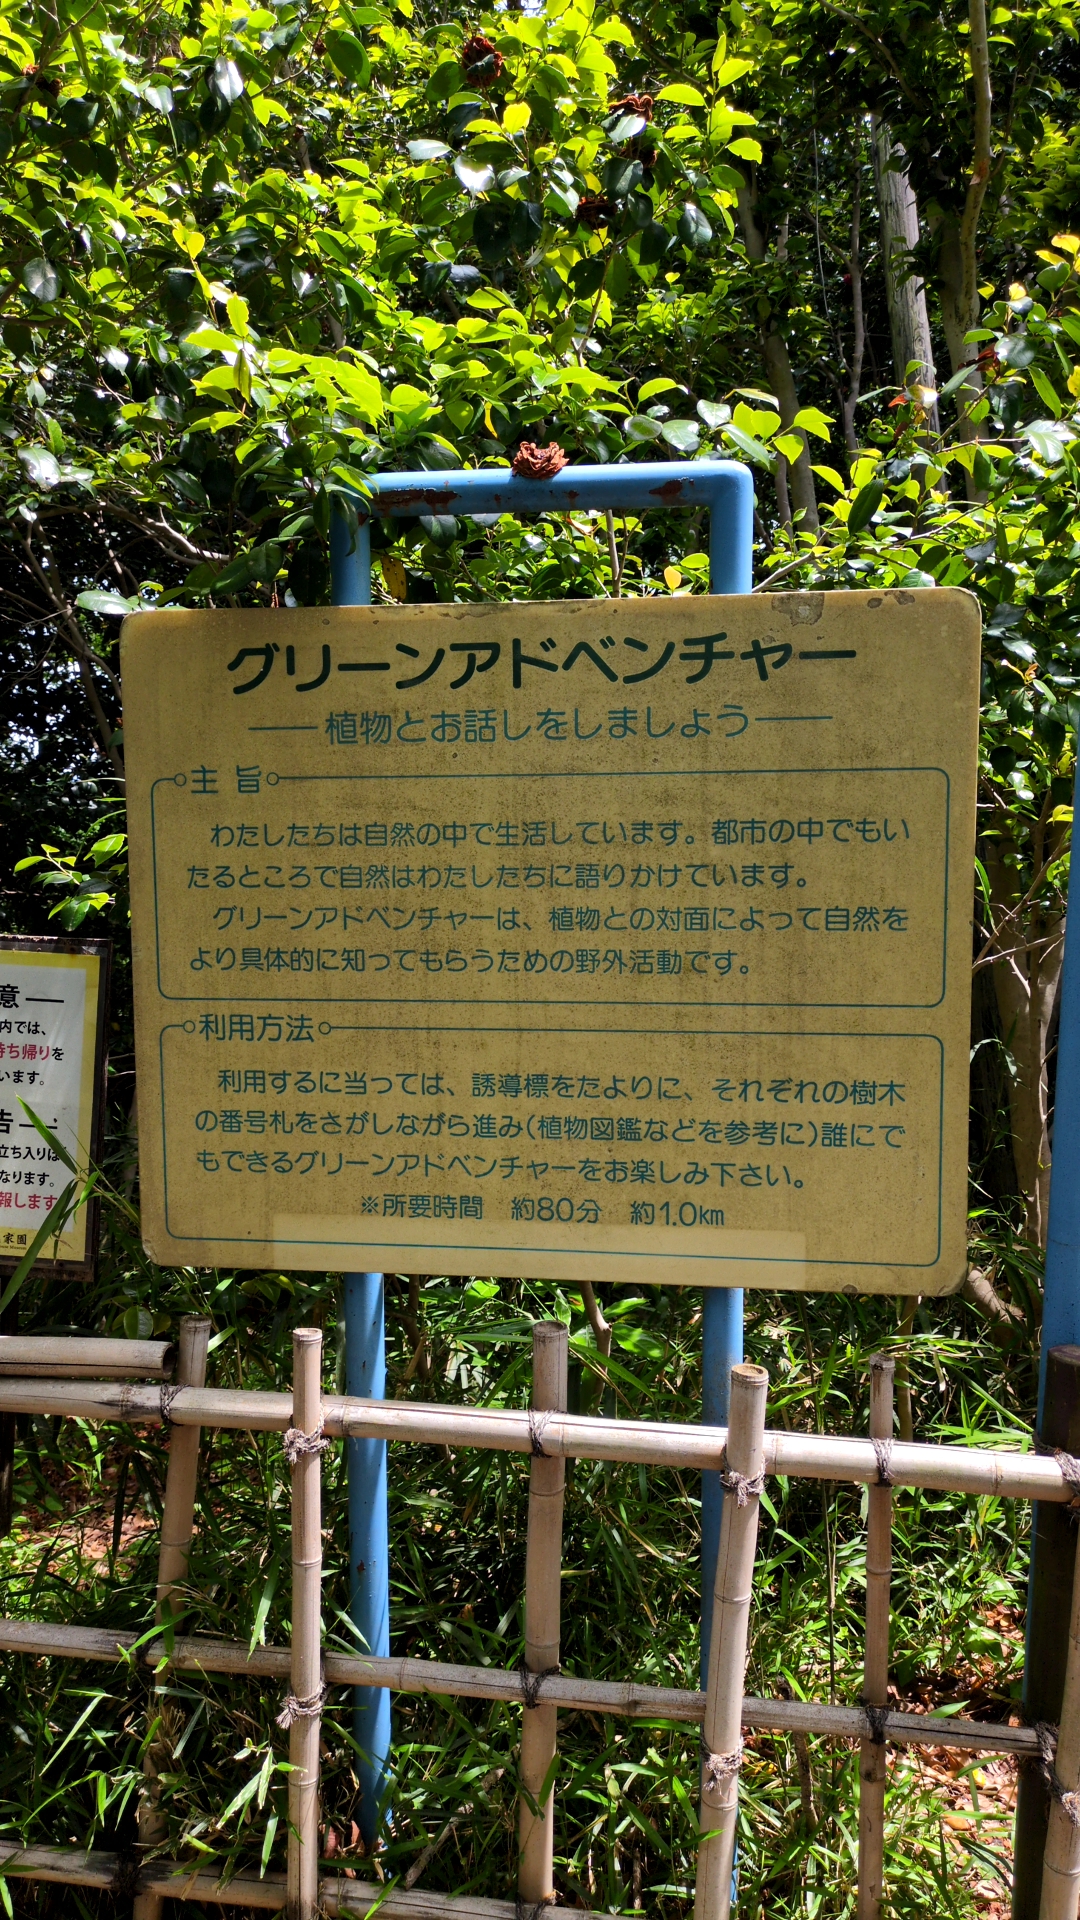 グリーンアドベンチャー
植物とお話しをしましょう
主旨
わたしたちは自然の中で生活しています。都市の中でもい
たるところで自然はわたしたちに語りかけています。
グリーンアドベンチャーは、植物との対面によって自然を
より具体的に知ってもらうための野外活動です。
利用方法
利用するに当っては、誘導標をたよりに、それぞれの樹木
の番号札をさがしながら進み(植物図鑑などを参考に)誰にで
もできるグリーンアドベンチャーをお楽しみ下さい。
※所要時間 約80分 約1.0km
意
内では、
持ち帰りを
います。
告
立ち入りは
なります。
報します
家園